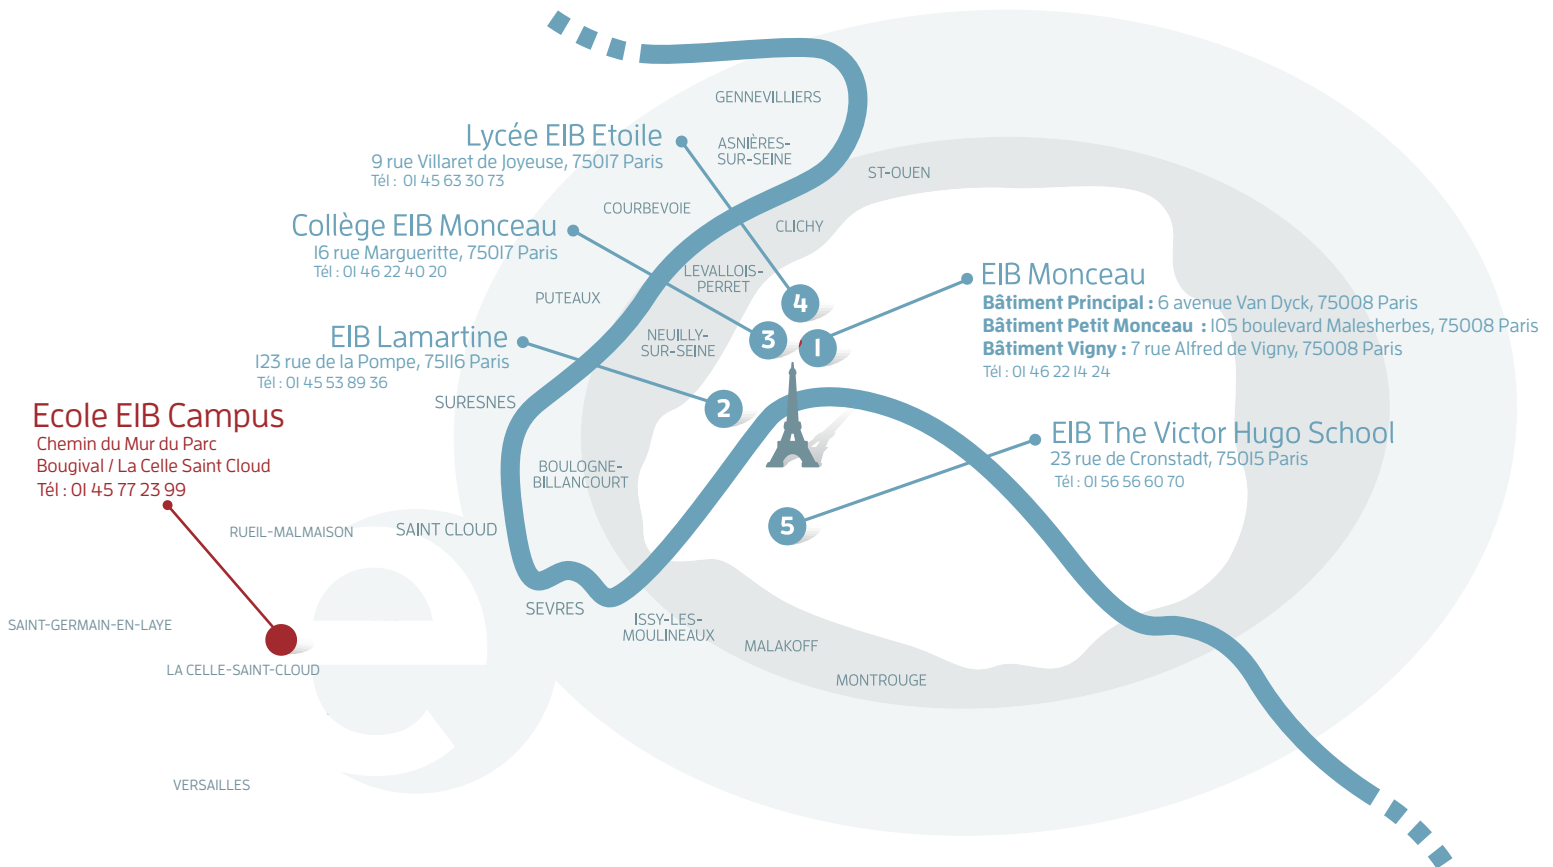 GENNEVILLIERS
Lycée EIB Etoile
9 rue Villaret de Joyeuse, 75017 Paris
Tél : 01 45 63 30 73
ASNIÈRES-
SUR-SEINE
ST-OUEN
COURBEVOIE
CLICHY
Collège EIB Monceau
16 rue Margueritte, 75017 Paris
Tél : 01 46 22 40 20
LEVALLOIS-
PERRET
PUTEAUX
EIB Monceau
Bâtiment Principal : 6 avenue Van Dyck, 75008 Paris
Bâtiment Petit Monceau : 105 boulevard Malesherbes, 75008 Paris
Bâtiment Vigny : 7 rue Alfred de Vigny, 75008 Paris
Tél : 01 46 22 14 24
4
3
1
NEUILLY-
SUR-SEINE
EIB Lamartine
123 rue de la Pompe, 75116 Paris
Tél : 01 45 53 89 36
2
SURESNES
Ecole EIB Campus
Chemin du Mur du Parc
Bougival / La Celle Saint Cloud
Tél : 01 45 77 23 99
EIB The Victor Hugo School
23 rue de Cronstadt, 75015 Paris
Tél : 01 56 56 60 70
BOULOGNE-
BILLANCOURT
5
RUEIL-MALMAISON
SAINT CLOUD
e
SEVRES
ISSY-LES-
MOULINEAUX
SAINT-GERMAIN-EN-LAYE
MALAKOFF
LA CELLE-SAINT-CLOUD
MONTROUGE
VERSAILLES